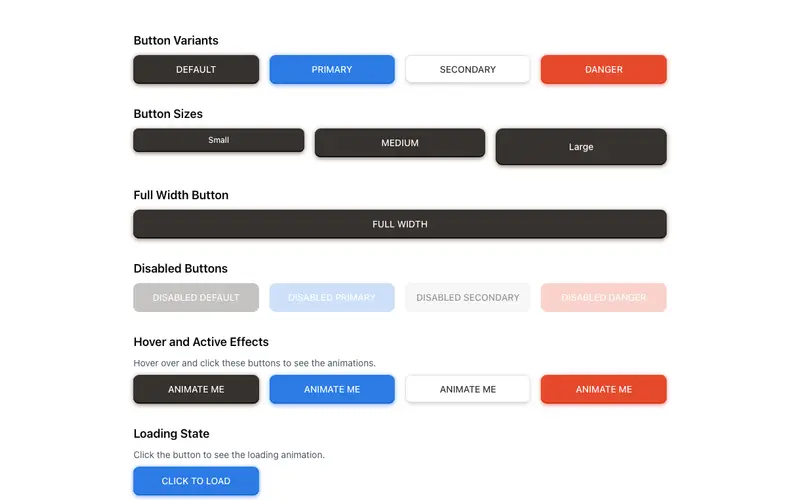 Button Variants
DEFAULT PRIMARY SECONDARY DANGER
Button Sizes
Small MEDIUM Large
Full Width Button
FULL WIDTH
Disabled Buttons
DISABLED DEFAULT DISABLED PRIMARY DISABLED SECONDARY DISABLED DANGER
Hover and Active Effects
Hover over and click these buttons to see the animations.
ANIMATE ME ANIMATE ME ANIMATE ME ANIMATE ME
Loading State
Click the button to see the loading animation.
CLICK TO LOAD